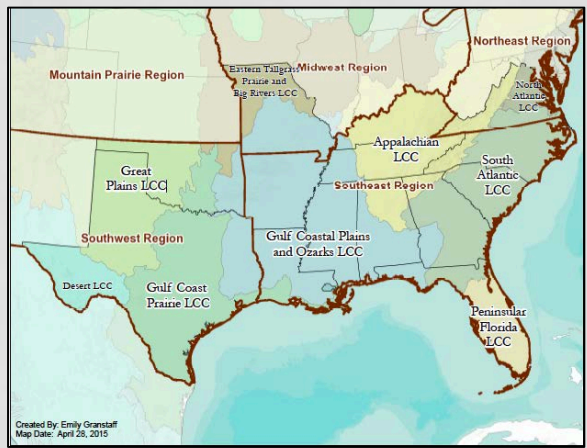 Northeast Region
Midwest Region
Mountain Prairie Region
Eastern Tallgrass
Prairie and
Big Rivers LCC
North
Atlantic
LCC
Appalachian
LCC
South
Atlantic
LCC
Great
Plains LCC
Southeast Region
Southwest Region
Gulf Coastal Plains
and Ozarks LCC
Desert LCC
Gulf Coast
Prairie LCC
Peninsular
Florida
LCC
Created By: Emily Granstaff
Map Date: April 28, 2015